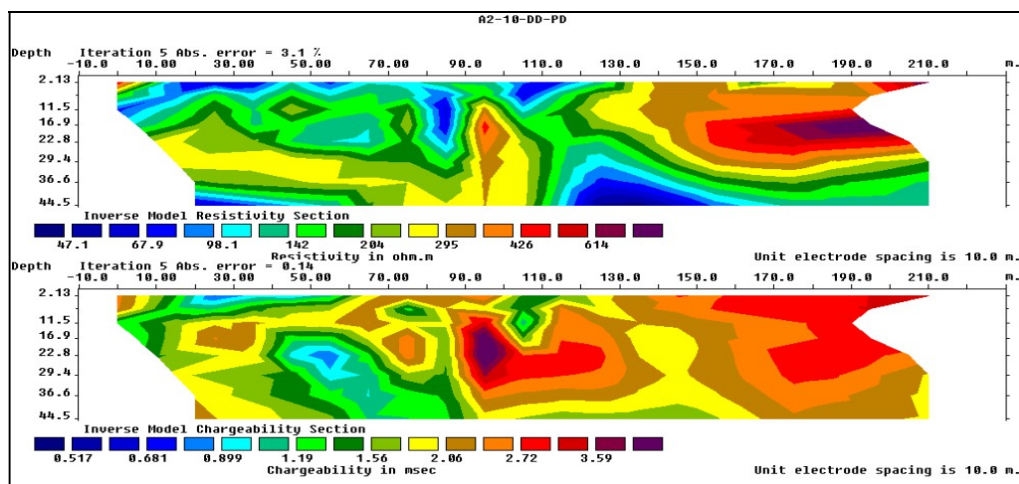 A2-10-DD-PD
Depth Iteration 5 Abs. error = 3.1 %
-10.0 10.00 30.00 50.00 70.00 90.00 110.0 130.0 150.0 170.0 190.0 210.0 m.
2.13
11.5
16.9
22.8
29.4
36.6
44.5
Inverse Model Resistivity Section
47.1 67.9 98.1 142 204 295 426 614
Resistivity in ohm.m Unit electrode spacing is 10.0 m.
Depth Iteration 5 Abs. error = 0.14
-10.0 10.00 30.00 50.00 70.00 90.00 110.0 130.0 150.0 170.0 190.0 210.0 m.
2.13
11.5
16.9
22.8
29.4
36.6
44.5
Inverse Model Chargeability Section
0.517 0.681 0.899 1.19 1.56 2.06 2.72 3.59
Chargeability in msec Unit electrode spacing is 10.0 m.